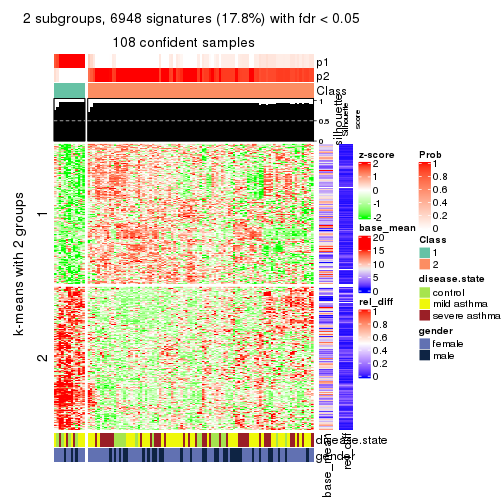 2 subgroups, 6948 signatures (17.8%) with fdr < 0.05
108 confident samples
p1
p2
Class
1
0.5
0
silhouette
Silhouette
score
k-means with 2 groups
1
2
disease.state
gender
base_mean
rel_diff
z-score
2
1
0
-1
-2
base_mean
20
15
10
5
0
rel_diff
1
0.8
0.6
0.4
0.2
0
Prob
1
0.8
0.6
0.4
0.2
0
Class
1
2
disease.state
control
mild asthma
severe asthma
gender
female
male